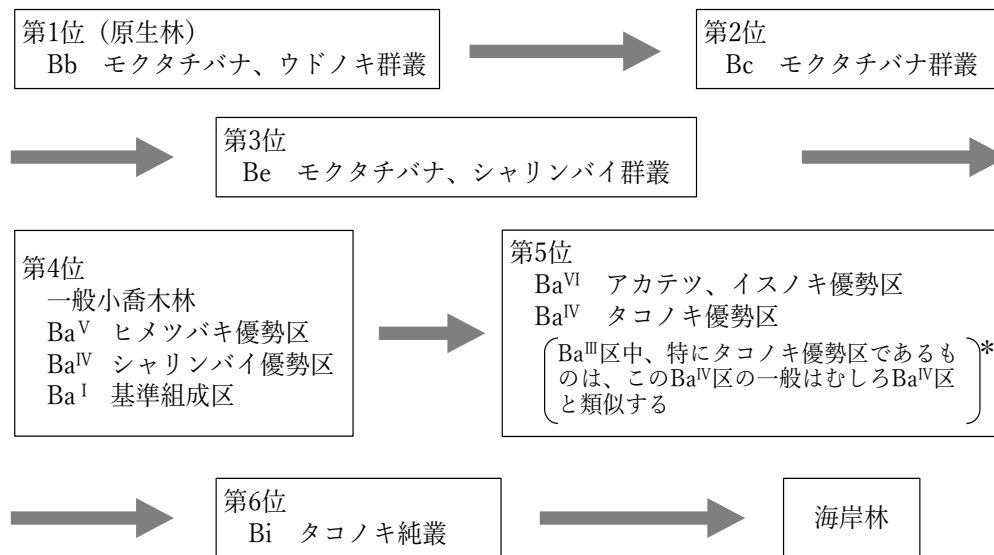 第1位（原生林）
Bb　モクタチバナ、ウドノキ群叢
第2位
Bc　モクタチバナ群叢
第3位
Be　モクタチバナ、シャリンバイ群叢
第4位
一般小喬木林
Baⅴ　ヒメツバキ優勢区
Baⅳ　シャリンバイ優勢区
Baⅰ　基準組成区
第5位
Baⅵ　アカテツ、イスノキ優勢区
Baⅳ　タコノキ優勢区
Baⅲ区中、特にタコノキ優勢区であるも
のは、このBaⅳ区の一般はむしろBaⅳ区
と類似する
*
第6位
Bi　タコノキ純叢
海岸林